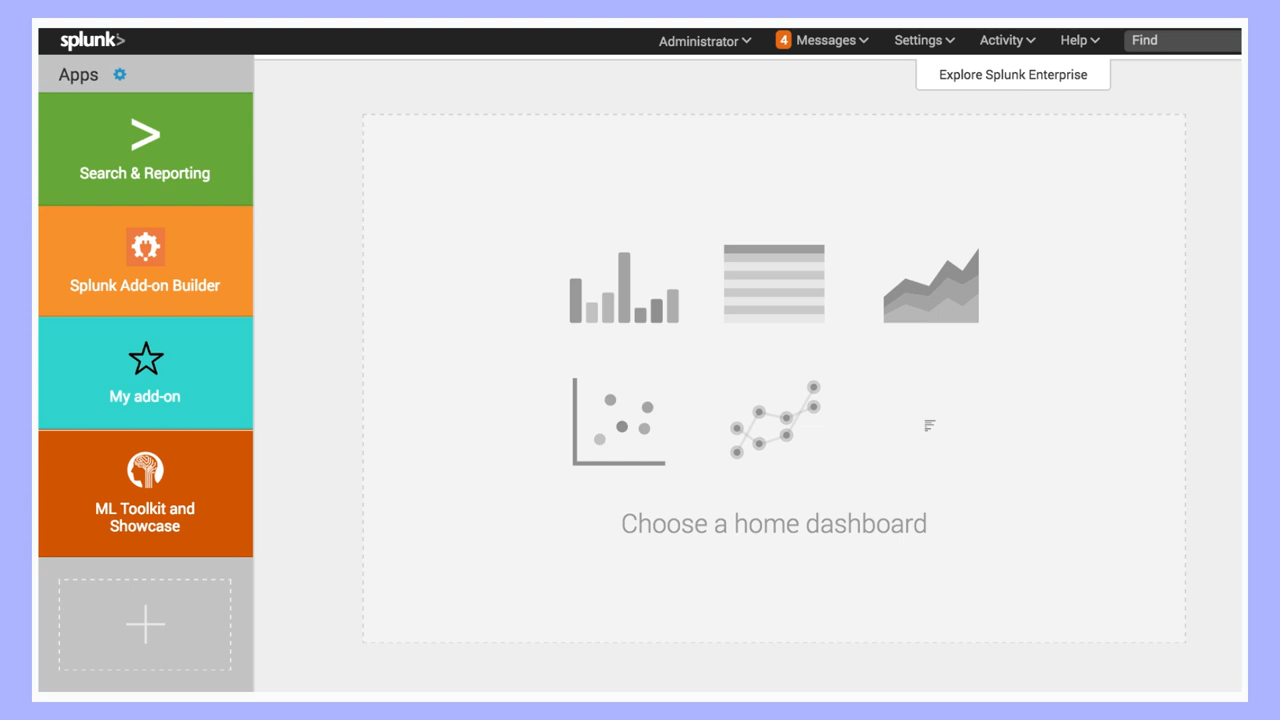 splunk>
Administrator
4 Messages
Settings
Activity
Help
Find
Apps
Explore Splunk Enterprise
>
Search & Reporting
Splunk Add-on Builder
My add-on
ML Toolkit and
Showcase
Choose a home dashboard